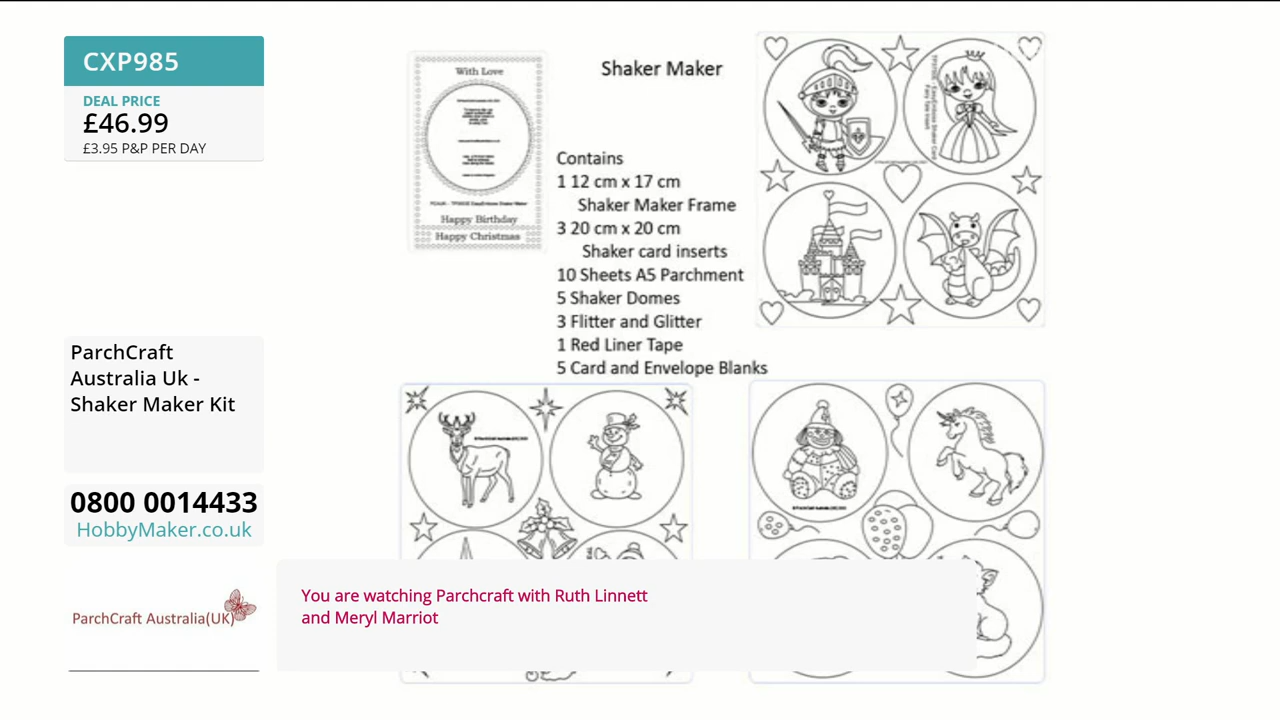 CXP985
DEAL PRICE
£46.99
£3.95 P&P PER DAY
ParchCraft
Australia Uk -
Shaker Maker Kit
0800 0014433
HobbyMaker.co.uk
ParchCraft Australia(UK)
With Love
Happy Birthday
Happy Christmas
Shaker Maker
Contains
1 12 cm x 17 cm
Shaker Maker Frame
3 20 cm x 20 cm
Shaker card inserts
10 Sheets A5 Parchment
5 Shaker Domes
3 Flitter and Glitter
1 Red Liner Tape
5 Card and Envelope Blanks
You are watching Parchcraft with Ruth Linnett
and Meryl Marriot